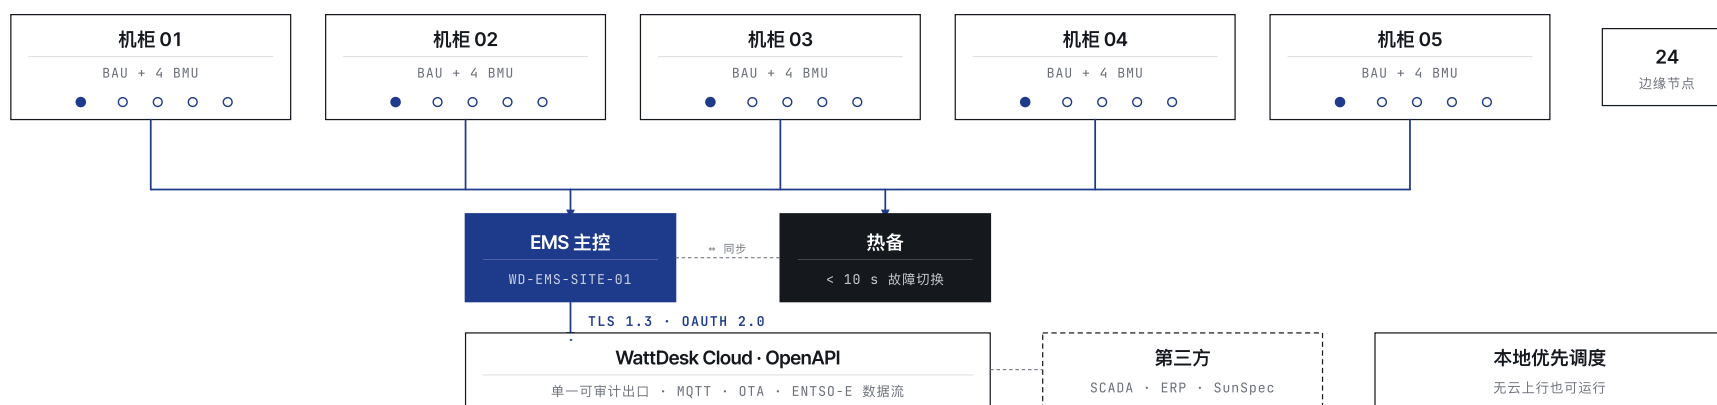 机柜 01
BAU + 4 BMU
机柜 02
BAU + 4 BMU
机柜 03
BAU + 4 BMU
机柜 04
BAU + 4 BMU
机柜 05
BAU + 4 BMU
24
边缘节点
EMS 主控
WD-EMS-SITE-01
↔ 同步
热备
< 10 s 故障切换
TLS 1.3 · OAUTH 2.0
WattDesk Cloud · OpenAPI
单一可审计出口 · MQTT · OTA · ENTSO-E 数据流
第三方
SCADA · ERP · SunSpec
本地优先调度
无云上行也可运行